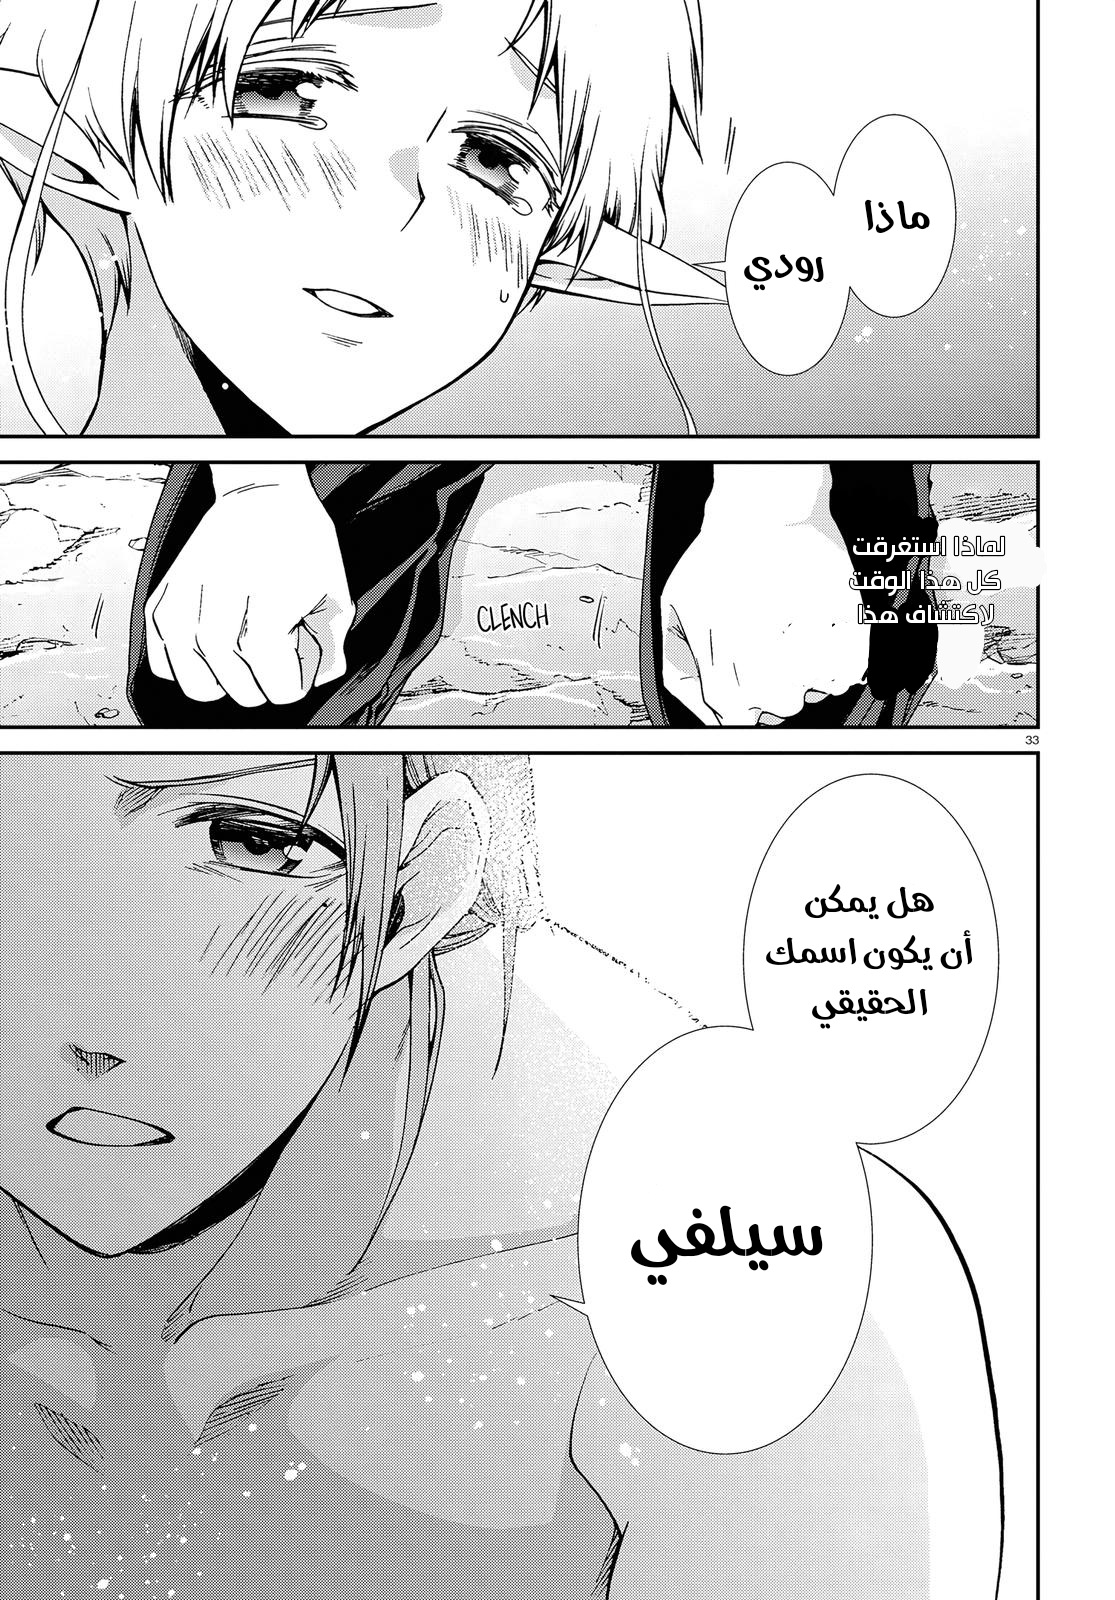 ماذا
رودي
لماذا استغرقت
كل هذا الوقت
لاكتشاف هذا
CLENCH
33
هل يمكن
أن يكون اسمك
الحقيقي
سيلفي